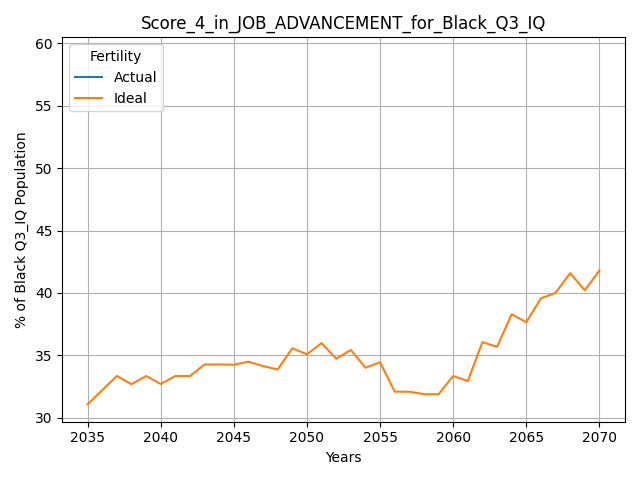 Score_4_in_JOB_ADVANCEMENT_for_Black_Q3_IQ
% of Black Q3_IQ Population
60
55
50
45
40
35
30
Fertility
Actual
Ideal
2035 2040 2045 2050 2055 2060 2065 2070
Years